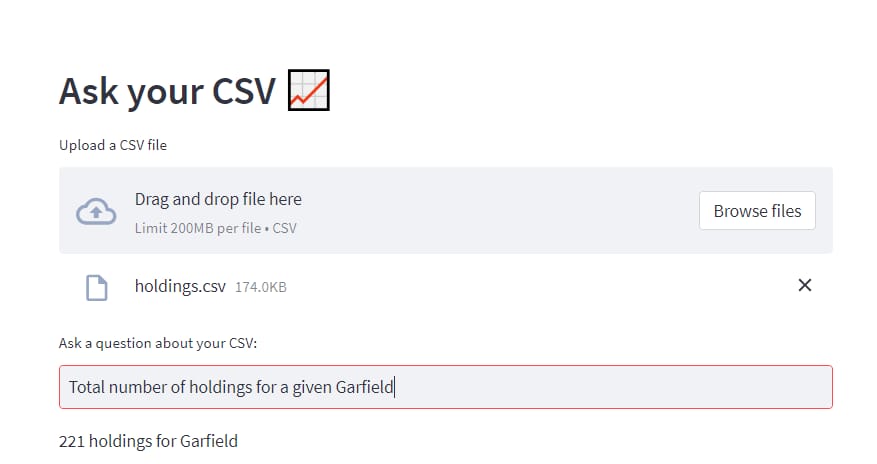 Ask your CSV 📈
Upload a CSV file
Drag and drop file here
Limit 200MB per file • CSV
Browse files
holdings.csv 174.0KB
Ask a question about your CSV:
Total number of holdings for a given Garfield
221 holdings for Garfield